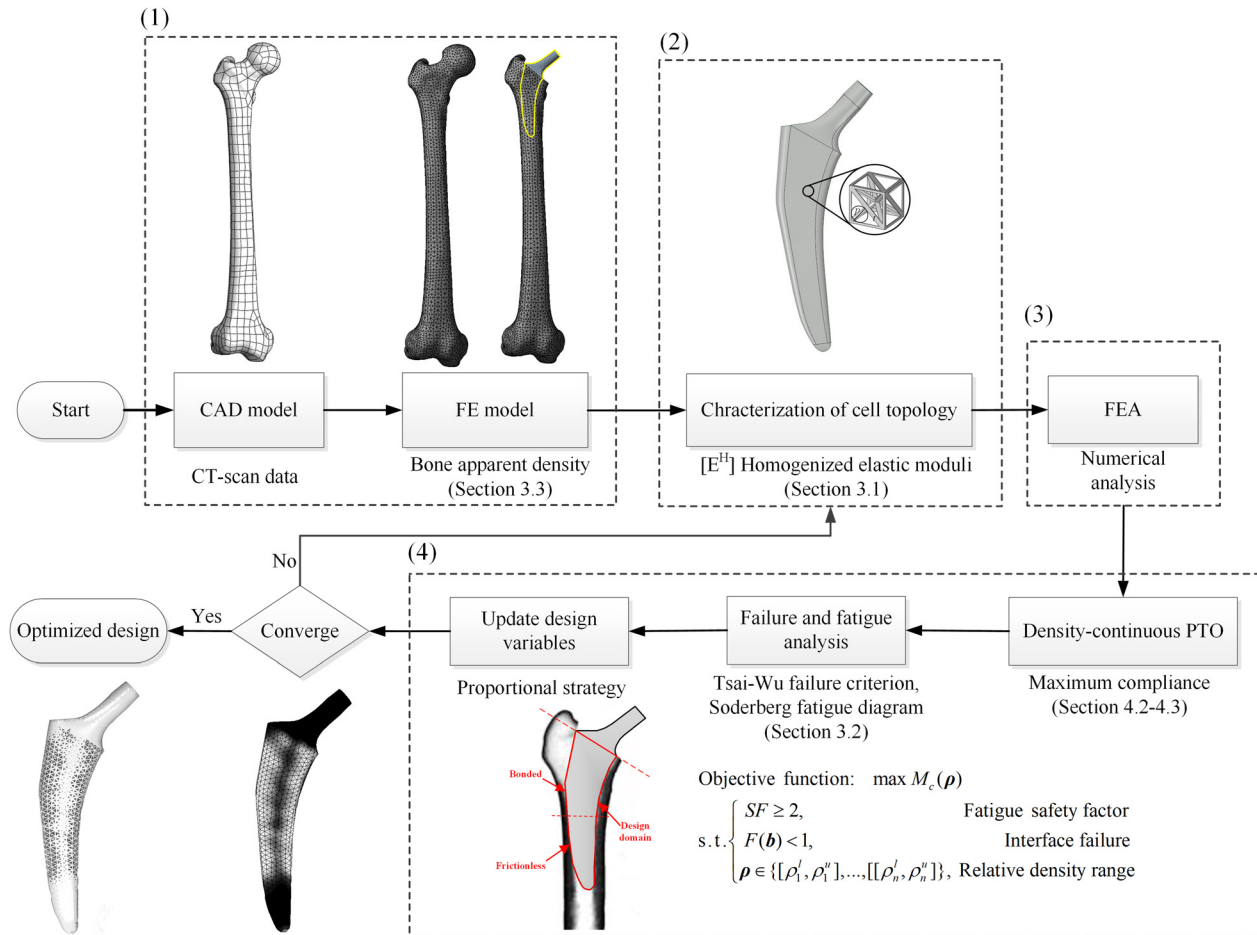 (1)
(2)
(3)
Start
CAD model
FE model
Chracterization of cell topology
FEA
CT-scan data
Bone apparent density
(Section 3.3)
[E^H] Homogenized elastic moduli
(Section 3.1)
Numerical
analysis
No
(4)
Yes
Optimized design
Converge
Update design
variables
Failure and fatigue
analysis
Density-continuous PTO
Proportional strategy
Tsai-Wu failure criterion,
Soderberg fatigue diagram
(Section 3.2)
Maximum compliance
(Section 4.2-4.3)
Bonded
Design
domain
Frictionless
Objective function: max M_c(ρ)
s.t. { SF ≥ 2, Fatigue safety factor
F(b) < 1, Interface failure
ρ ∈ {[ρ_1^l, ρ_1^u],...,[[ρ_n^l, ρ_n^u]}, Relative density range